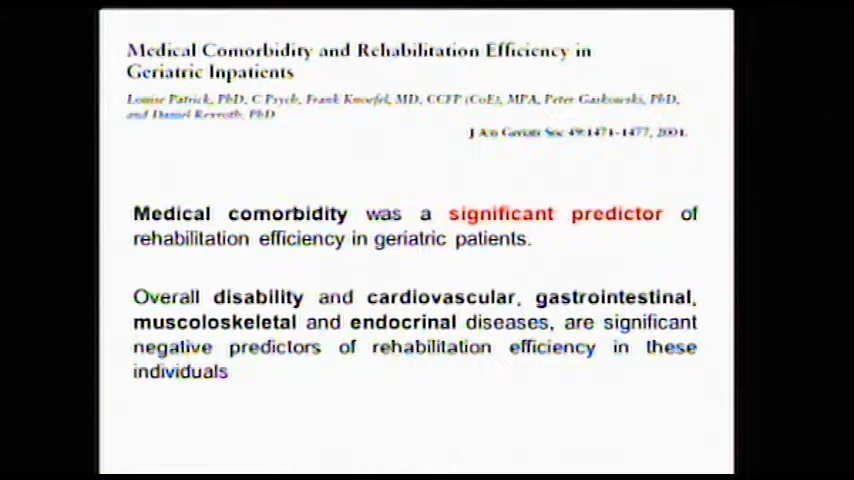 Medical Comorbidity and Rehabilitation Efficiency in
Geriatric Inpatients
Louise Patrick, PhD, C Psych, Frank Knoefel, MD, CCFP (CoE), MPA, Peter Gaskowski, PhD,
and Daniel Rexroth, PhD
J Am Geriatr Soc 49:1471–1477, 2001.
Medical comorbidity was a significant predictor of
rehabilitation efficiency in geriatric patients.
Overall disability and cardiovascular, gastrointestinal,
muscoloskeletal and endocrinal diseases, are significant
negative predictors of rehabilitation efficiency in these
individuals